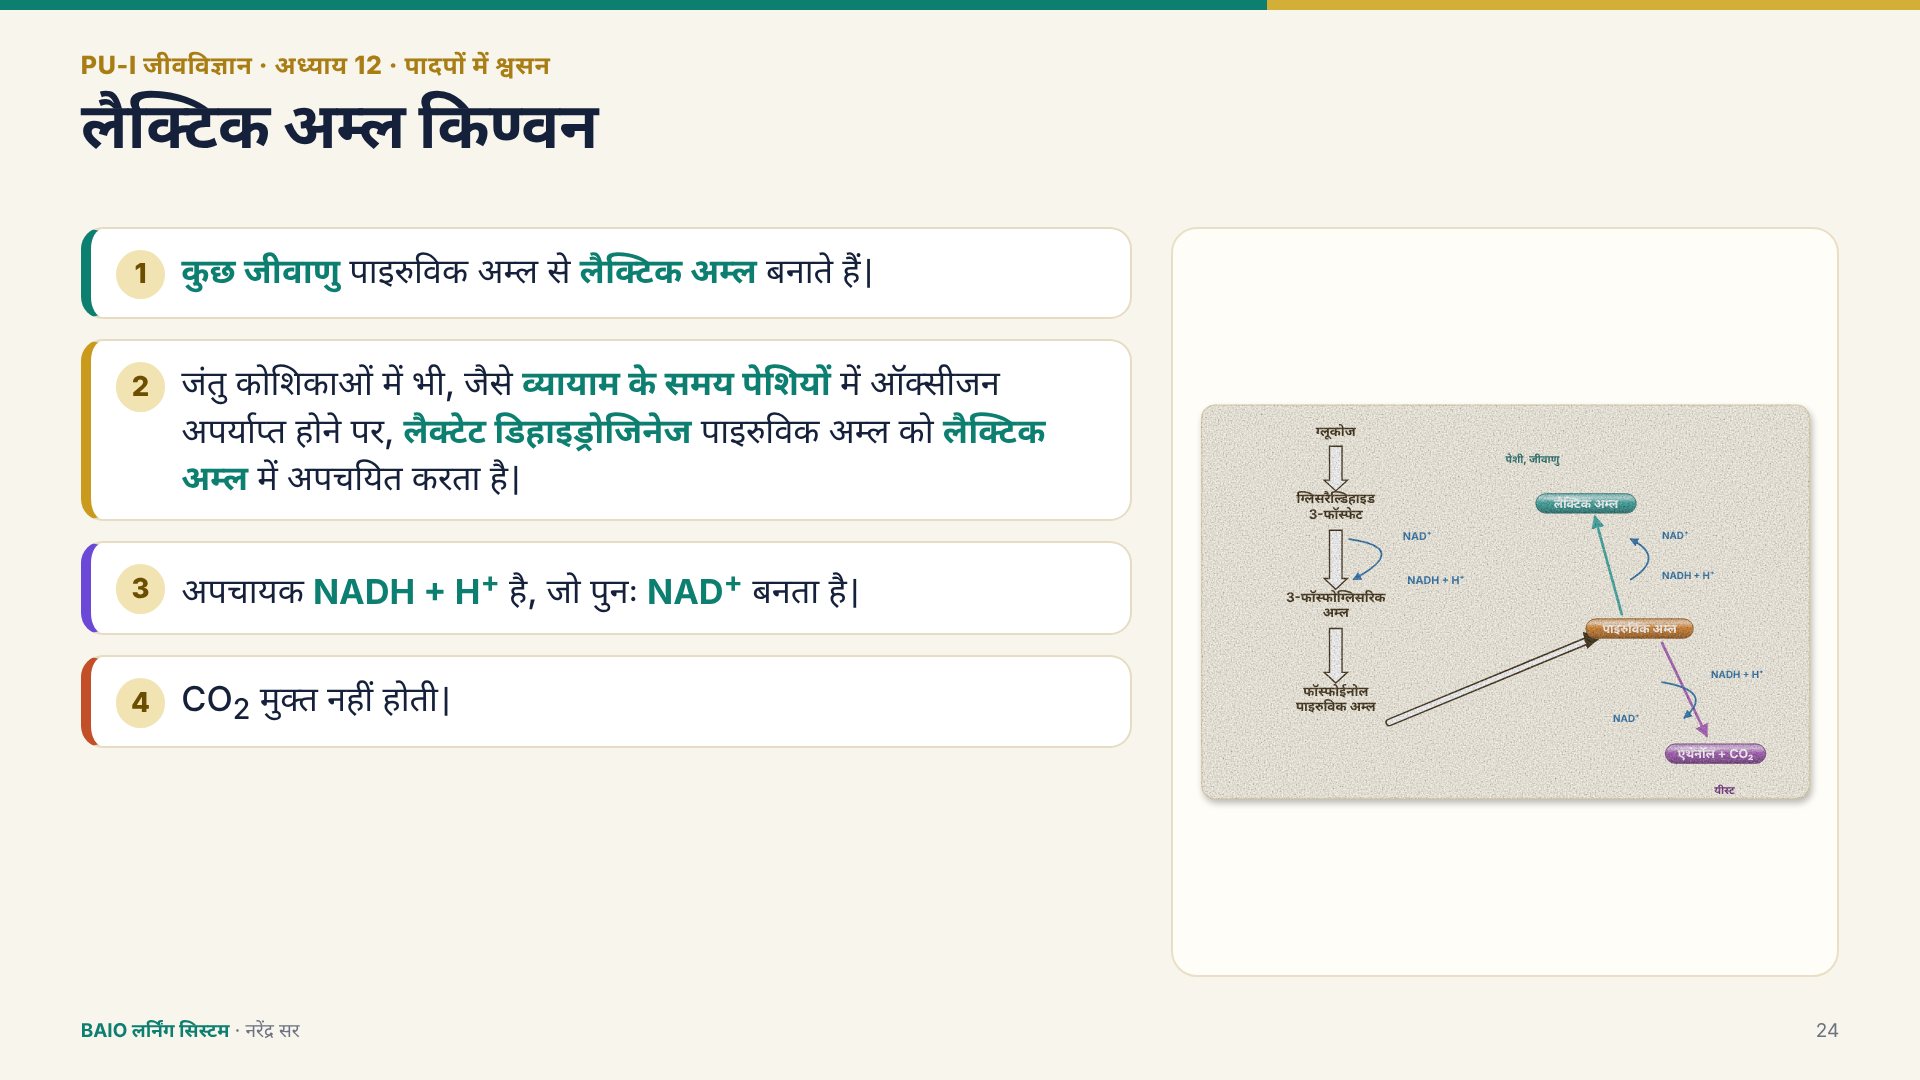 PU-I जीवविज्ञान · अध्याय 12 · पादपों में श्वसन
लैक्टिक अम्ल किण्वन
1 कुछ जीवाणु पाइरुविक अम्ल से लैक्टिक अम्ल बनाते हैं|
2 जंतु कोशिकाओं में भी, जैसे व्यायाम के समय पेशियों में ऑक्सीजन
अपर्याप्त होने पर, लैक्टेट डिहाइड्रोजिनेज पाइरुविक अम्ल को लैक्टिक
अम्ल में अपचयित करता है|
3 अपचायक NADH + H⁺ है, जो पुनः NAD⁺ बनता है|
4 CO₂ मुक्त नहीं होती|
ग्लूकोज
ग्लिसरैल्डिहाइड
3-फॉस्फेट
NAD⁺
NADH + H⁺
3-फॉस्फोग्लिसरिक
अम्ल
फॉस्फोईनोल
पाइरुविक अम्ल
पेशी, जीवाणु
लैक्टिक अम्ल
NAD⁺
NADH + H⁺
पाइरुविक अम्ल
NADH + H⁺
NAD⁺
एथेनॉल + CO₂
यीस्ट
BAIO लर्निंग सिस्टम · नरेंद्र सर
24